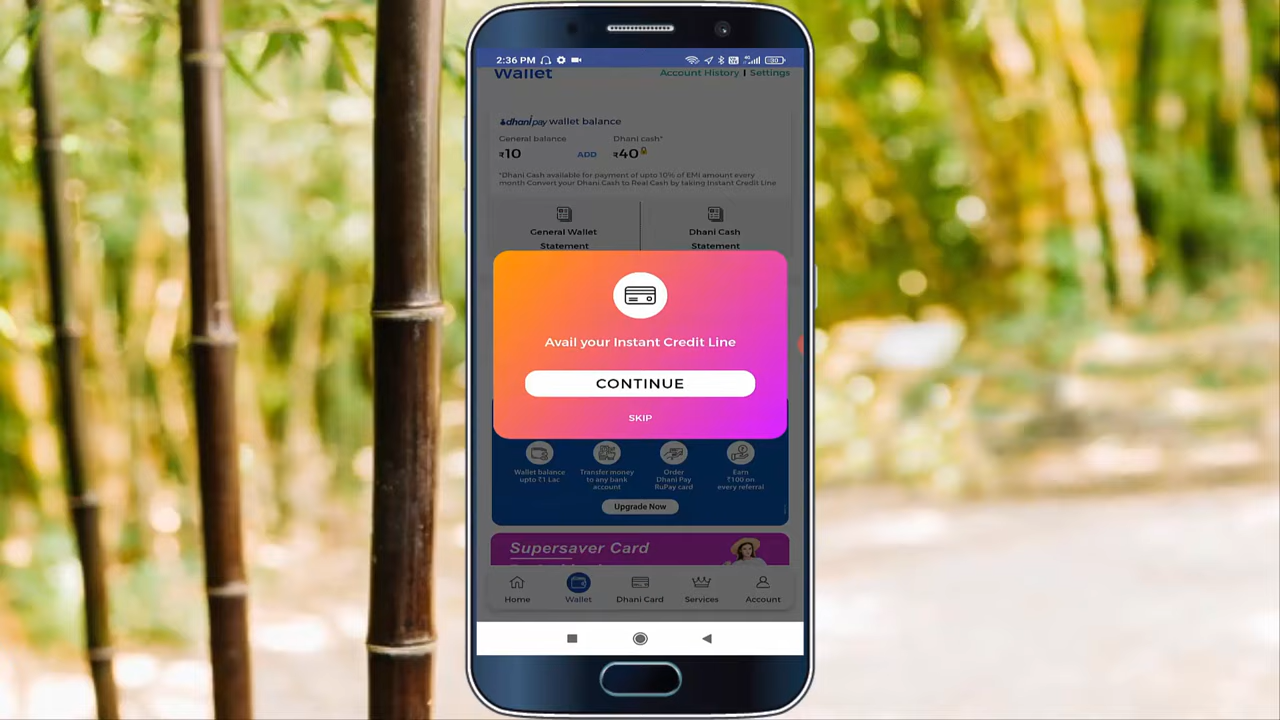 2:36 PM
Wallet
Account History | Settings
dhani pay wallet balance
General balance
Dhani cash*
₹10
ADD
₹40
*Dhani Cash available for payment of upto 10% of EMI amount every
month Convert your Dhani Cash to Real Cash by taking Instant Credit Line
General Wallet
Statement
Dhani Cash
Statement
Avail your Instant Credit Line
CONTINUE
SKIP
Wallet balance
upto ₹1 Lac
Transfer money
to any bank
account
Order
Dhani Pay
RuPay card
Earn
₹100 on
every referral
Upgrade Now
Supersaver Card
Home
Wallet
Dhani Card
Services
Account